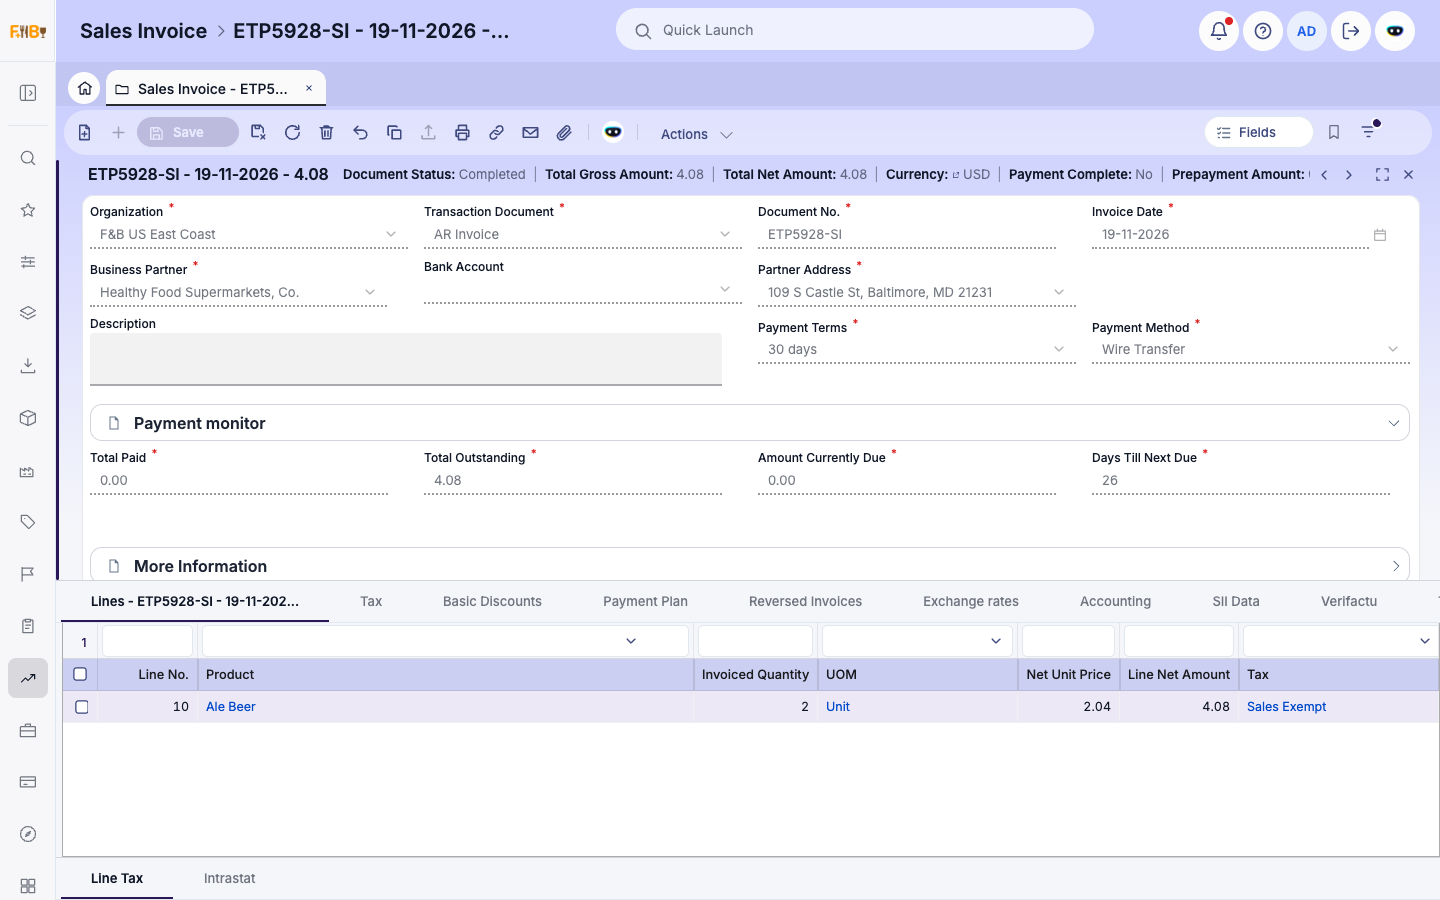 F&B
Sales Invoice > ETP5928-SI - 19-11-2026 -...
Quick Launch
AD
Sales Invoice - ETP5... ×
Save
Actions
Fields
ETP5928-SI - 19-11-2026 - 4.08
Document Status: Completed | Total Gross Amount: 4.08 | Total Net Amount: 4.08 | Currency: USD | Payment Complete: No | Prepayment Amount:
Organization * Transaction Document * Document No. * Invoice Date *
F&B US East Coast AR Invoice ETP5928-SI 19-11-2026
Business Partner * Bank Account Partner Address *
Healthy Food Supermarkets, Co. 109 S Castle St, Baltimore, MD 21231
Description Payment Terms * Payment Method *
30 days Wire Transfer
Payment monitor
Total Paid * Total Outstanding * Amount Currently Due * Days Till Next Due *
0.00 4.08 0.00 26
More Information
Lines - ETP5928-SI - 19-11-202... Tax Basic Discounts Payment Plan Reversed Invoices Exchange rates Accounting SII Data Verifactu
1
Line No. Product Invoiced Quantity UOM Net Unit Price Line Net Amount Tax
10 Ale Beer 2 Unit 2.04 4.08 Sales Exempt
Line Tax Intrastat